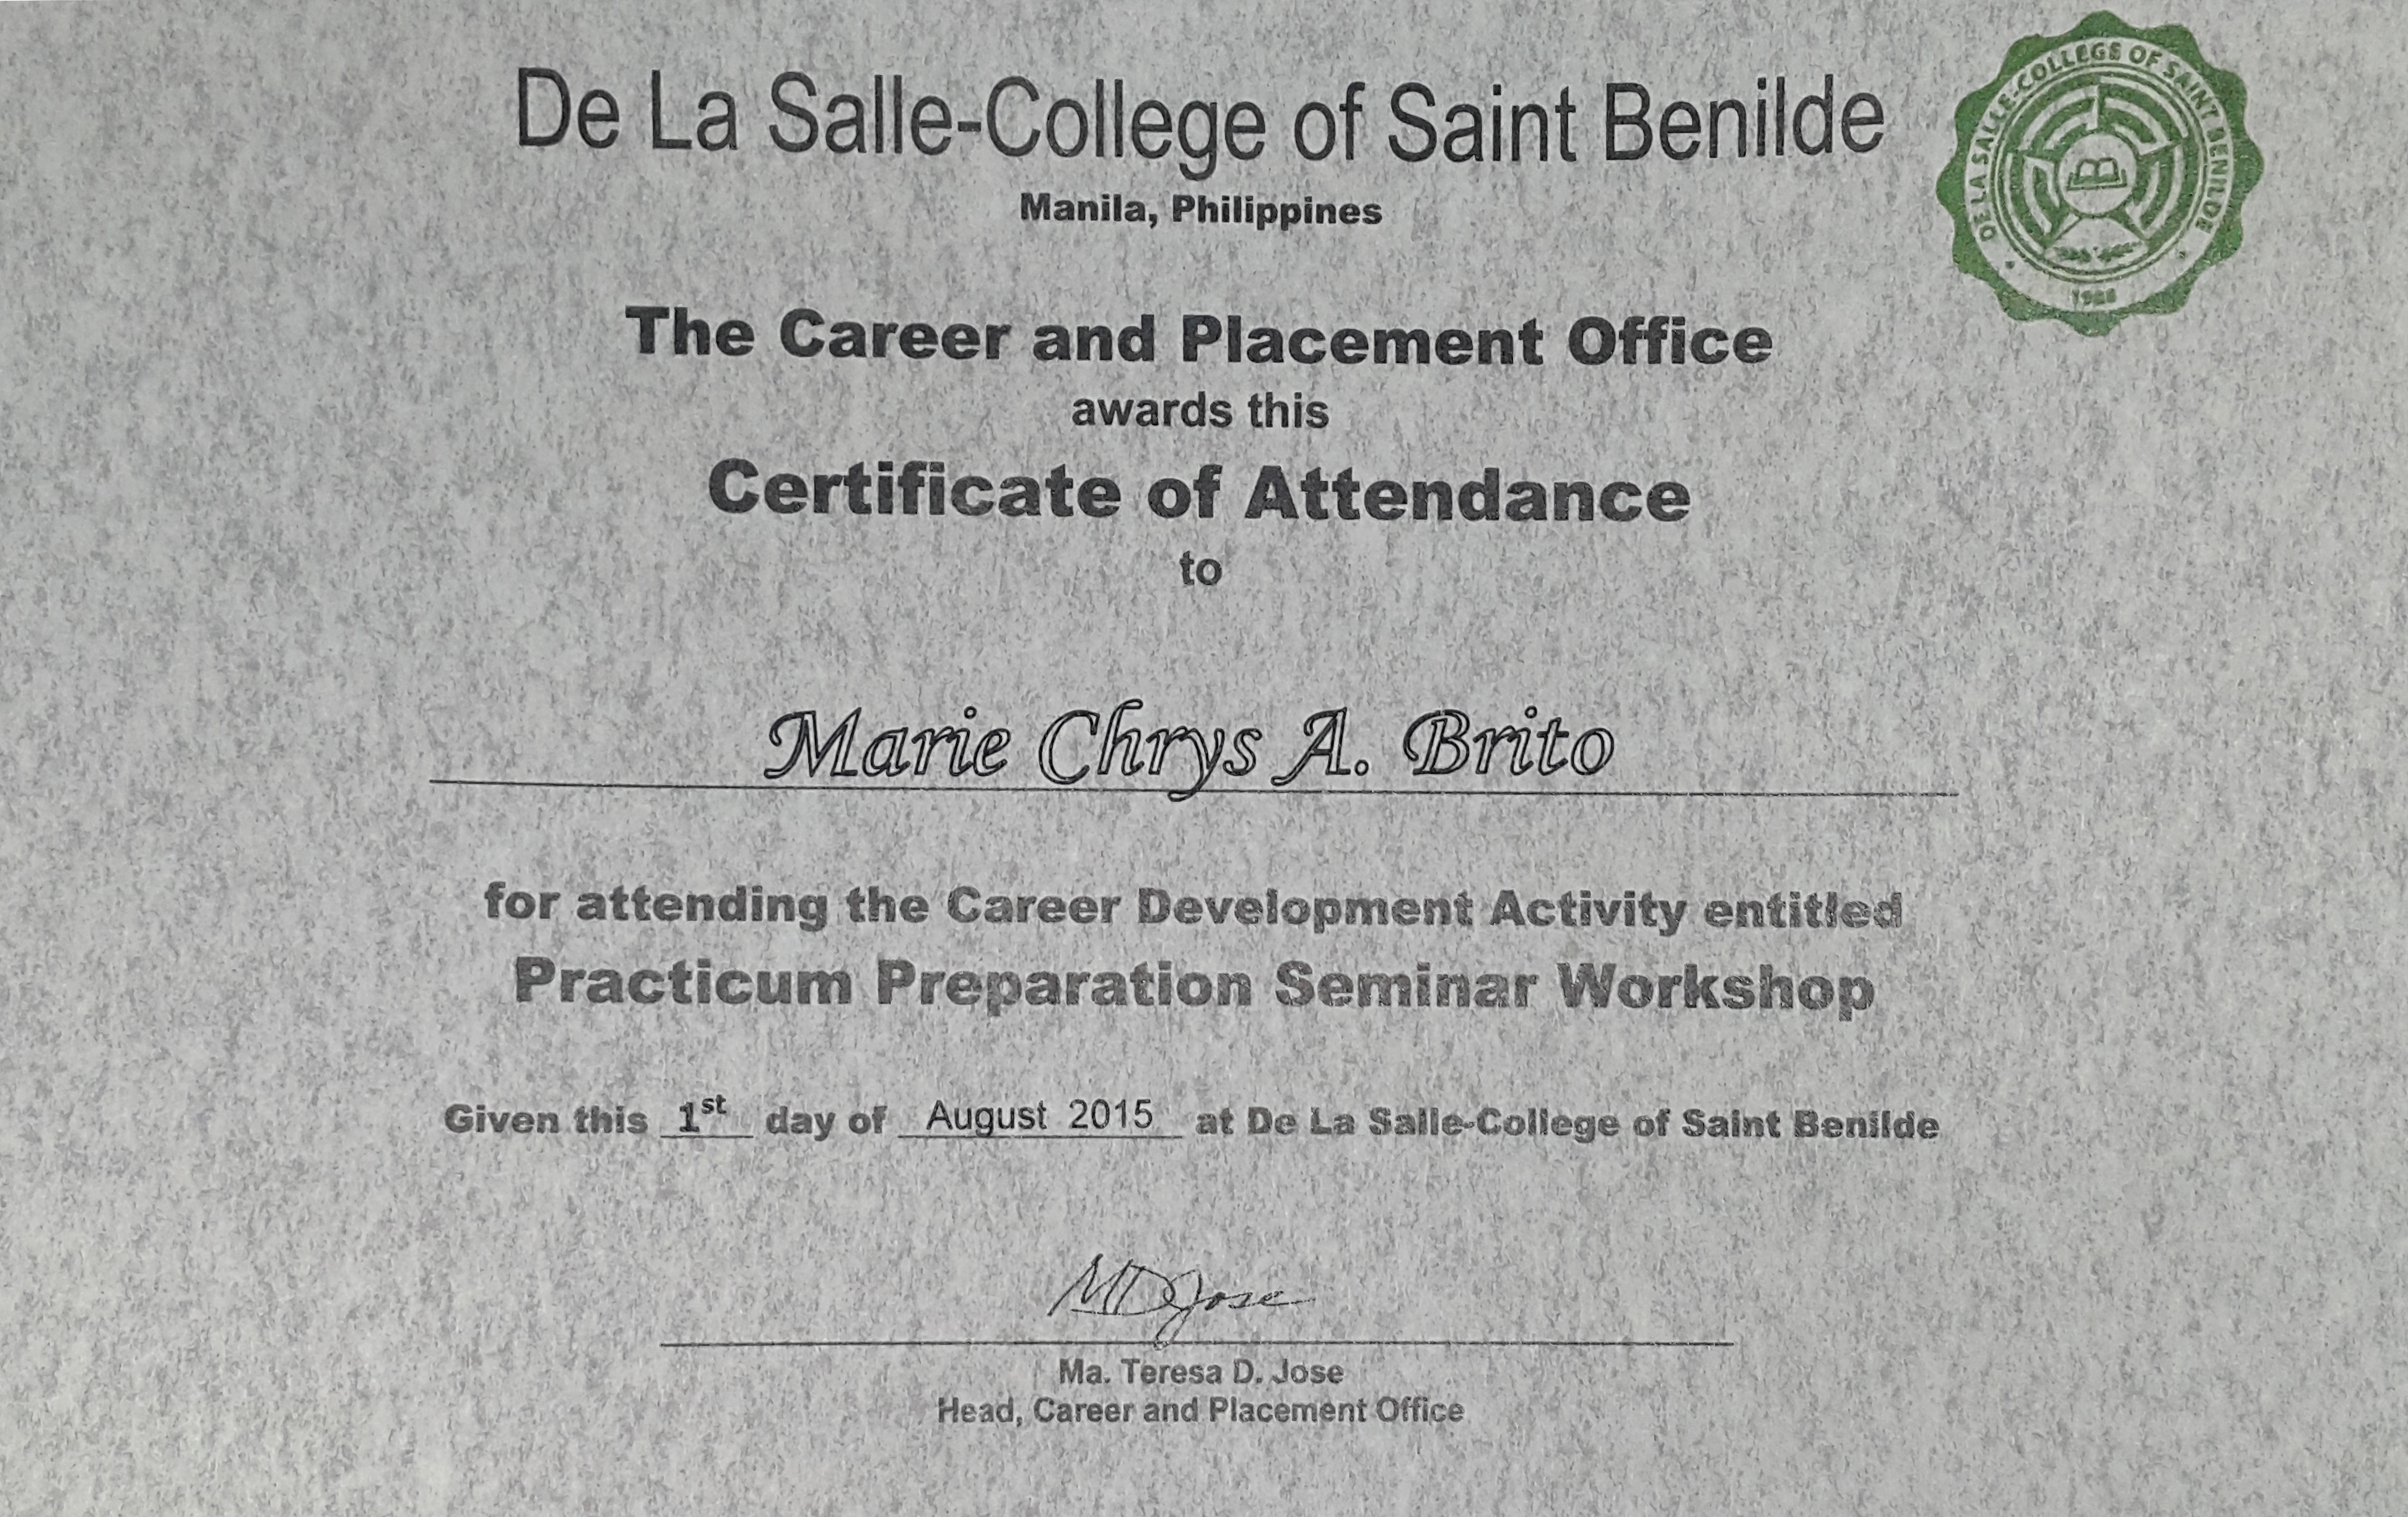 De La Salle-College of Saint Benilde
Manila, Philippines
DE LA SALLE-COLLEGE OF SAINT BENILDE
The Career and Placement Office
awards this
Certificate of Attendance
to
Marie Chrys A. Brito
for attending the Career Development Activity entitled
Practicum Preparation Seminar Workshop
Given this 1st day of August 2015 at De La Salle-College of Saint Benilde
MDJose
Ma. Teresa D. Jose
Head, Career and Placement Office